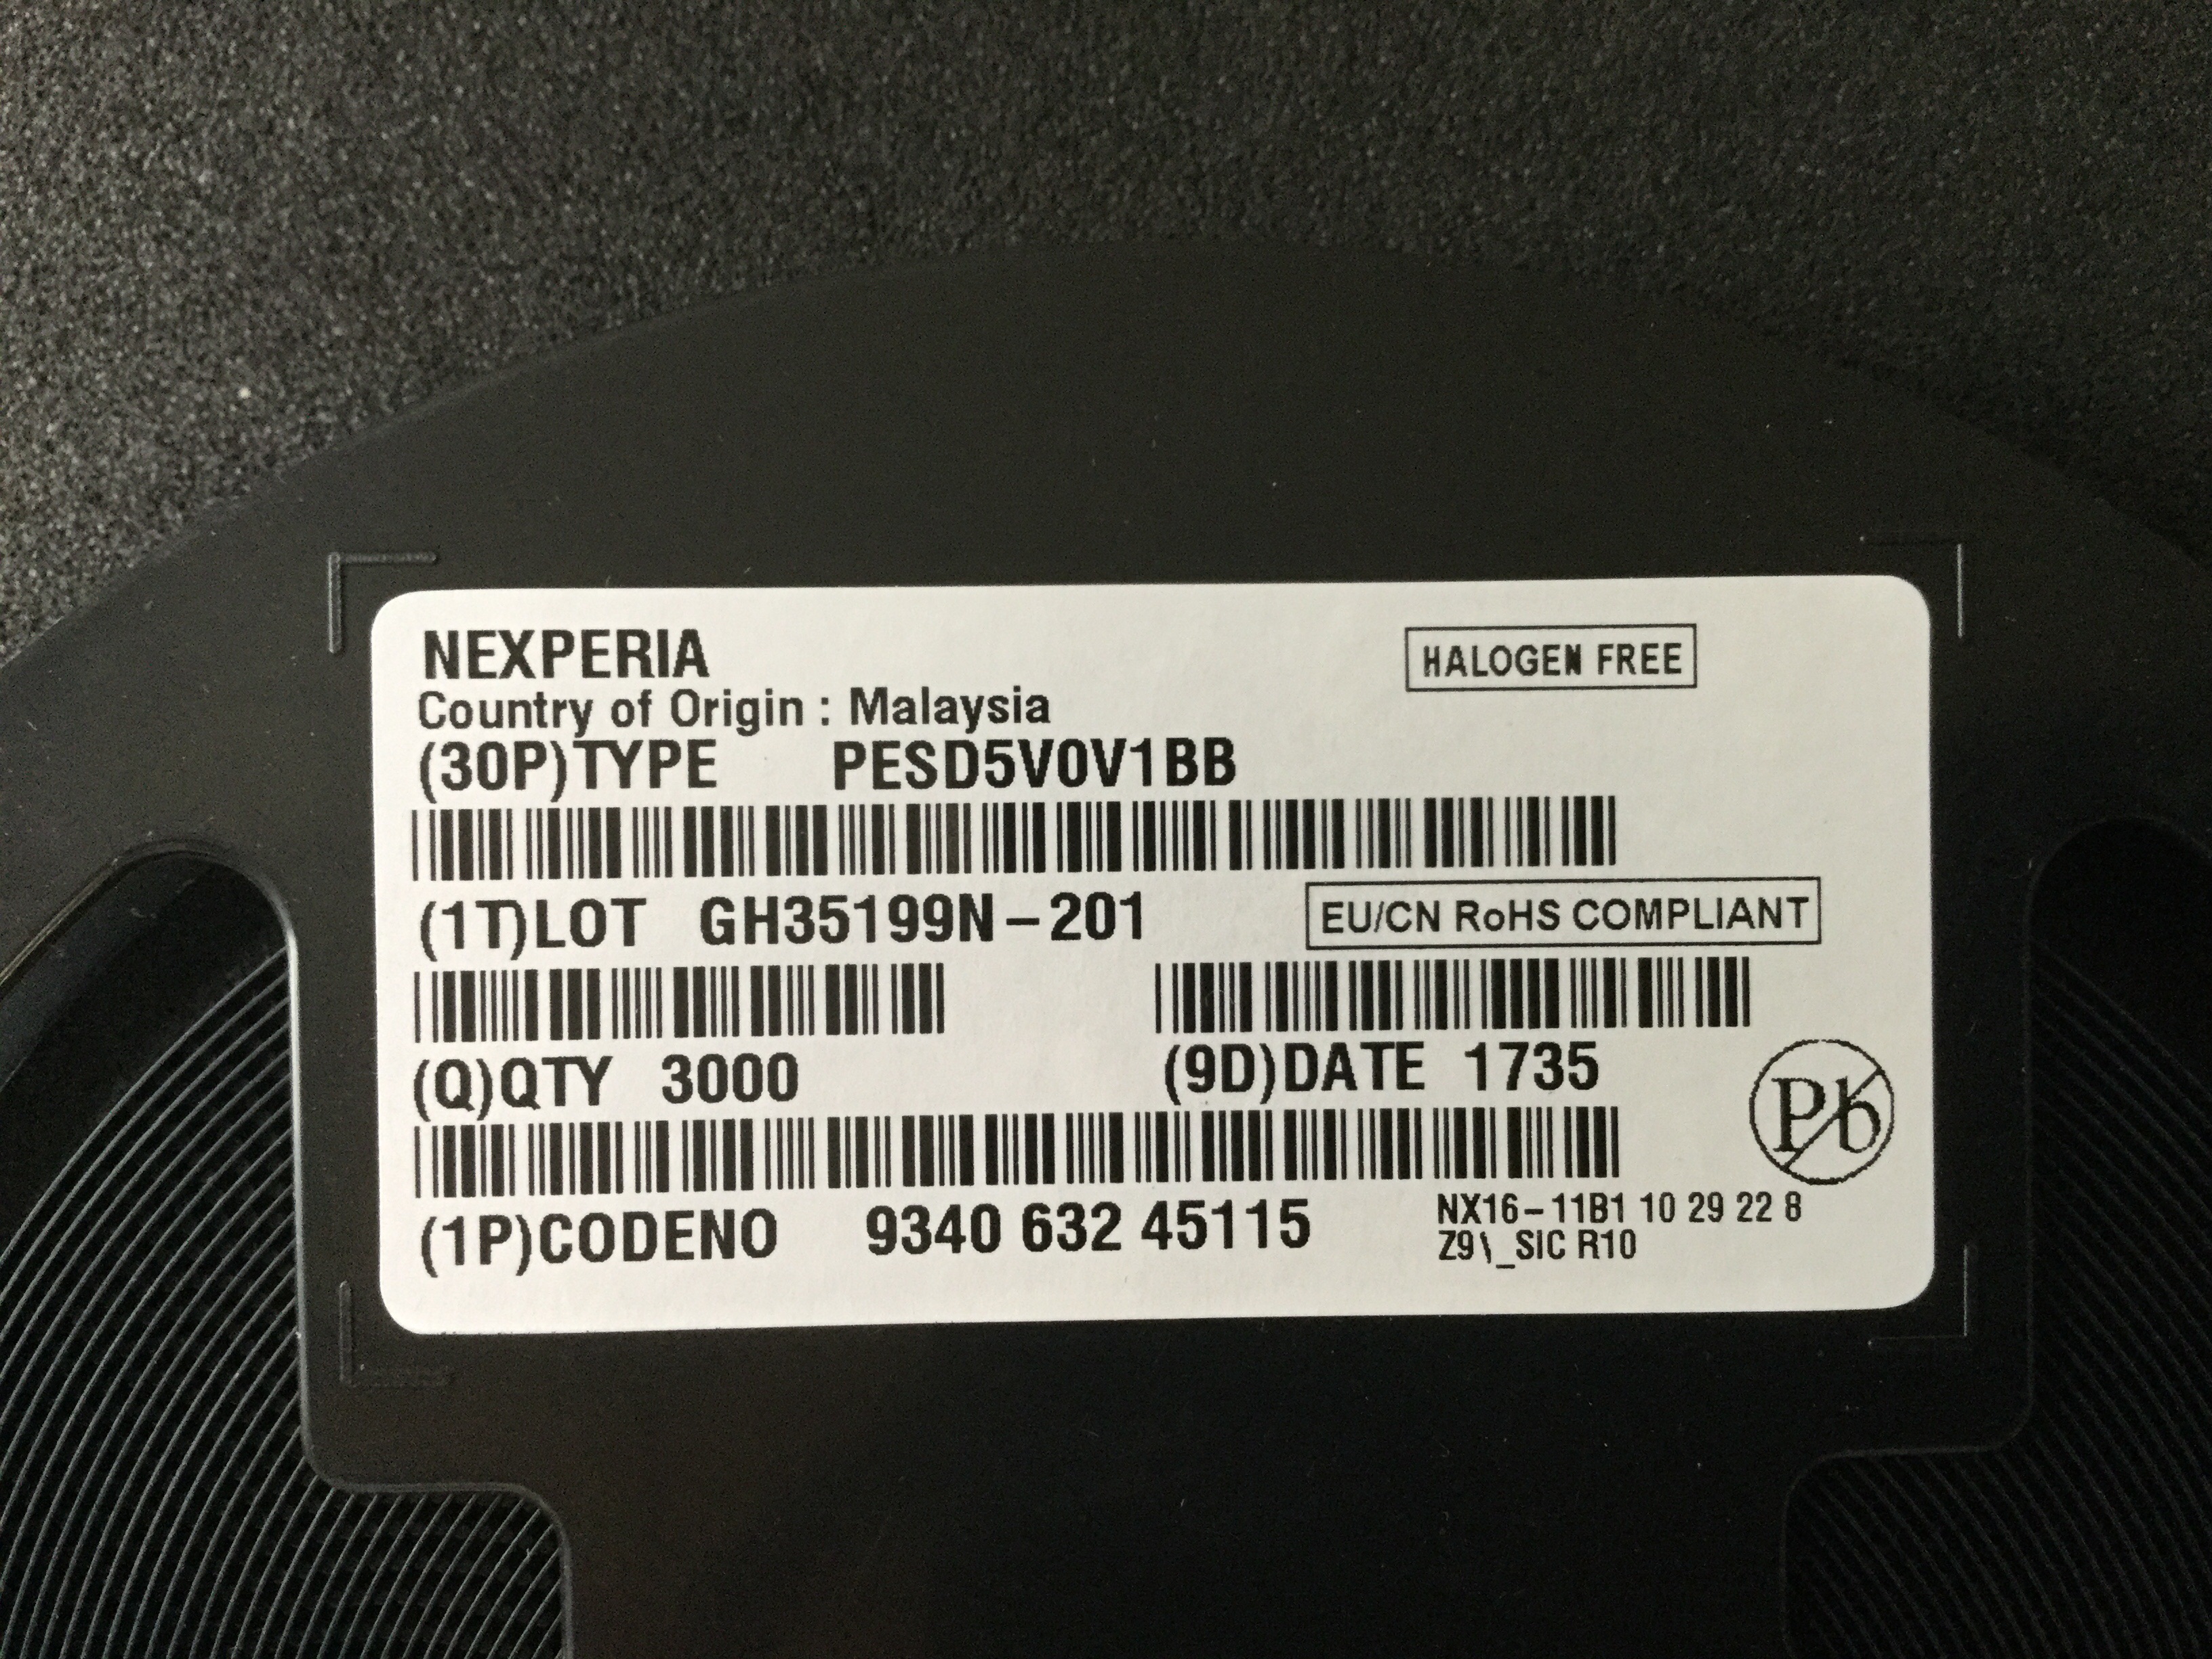 NEXPERIA
HALOGEN FREE
Country of Origin : Malaysia
(30P)TYPE PESD5V0V1BB
(1T)LOT GH35199N-201
EU/CN RoHS COMPLIANT
(Q)QTY 3000
(9D)DATE 1735
Pb
(1P)CODENO 9340 632 45115
NX16-11B1 10 29 22 8
Z9\_SIC R10